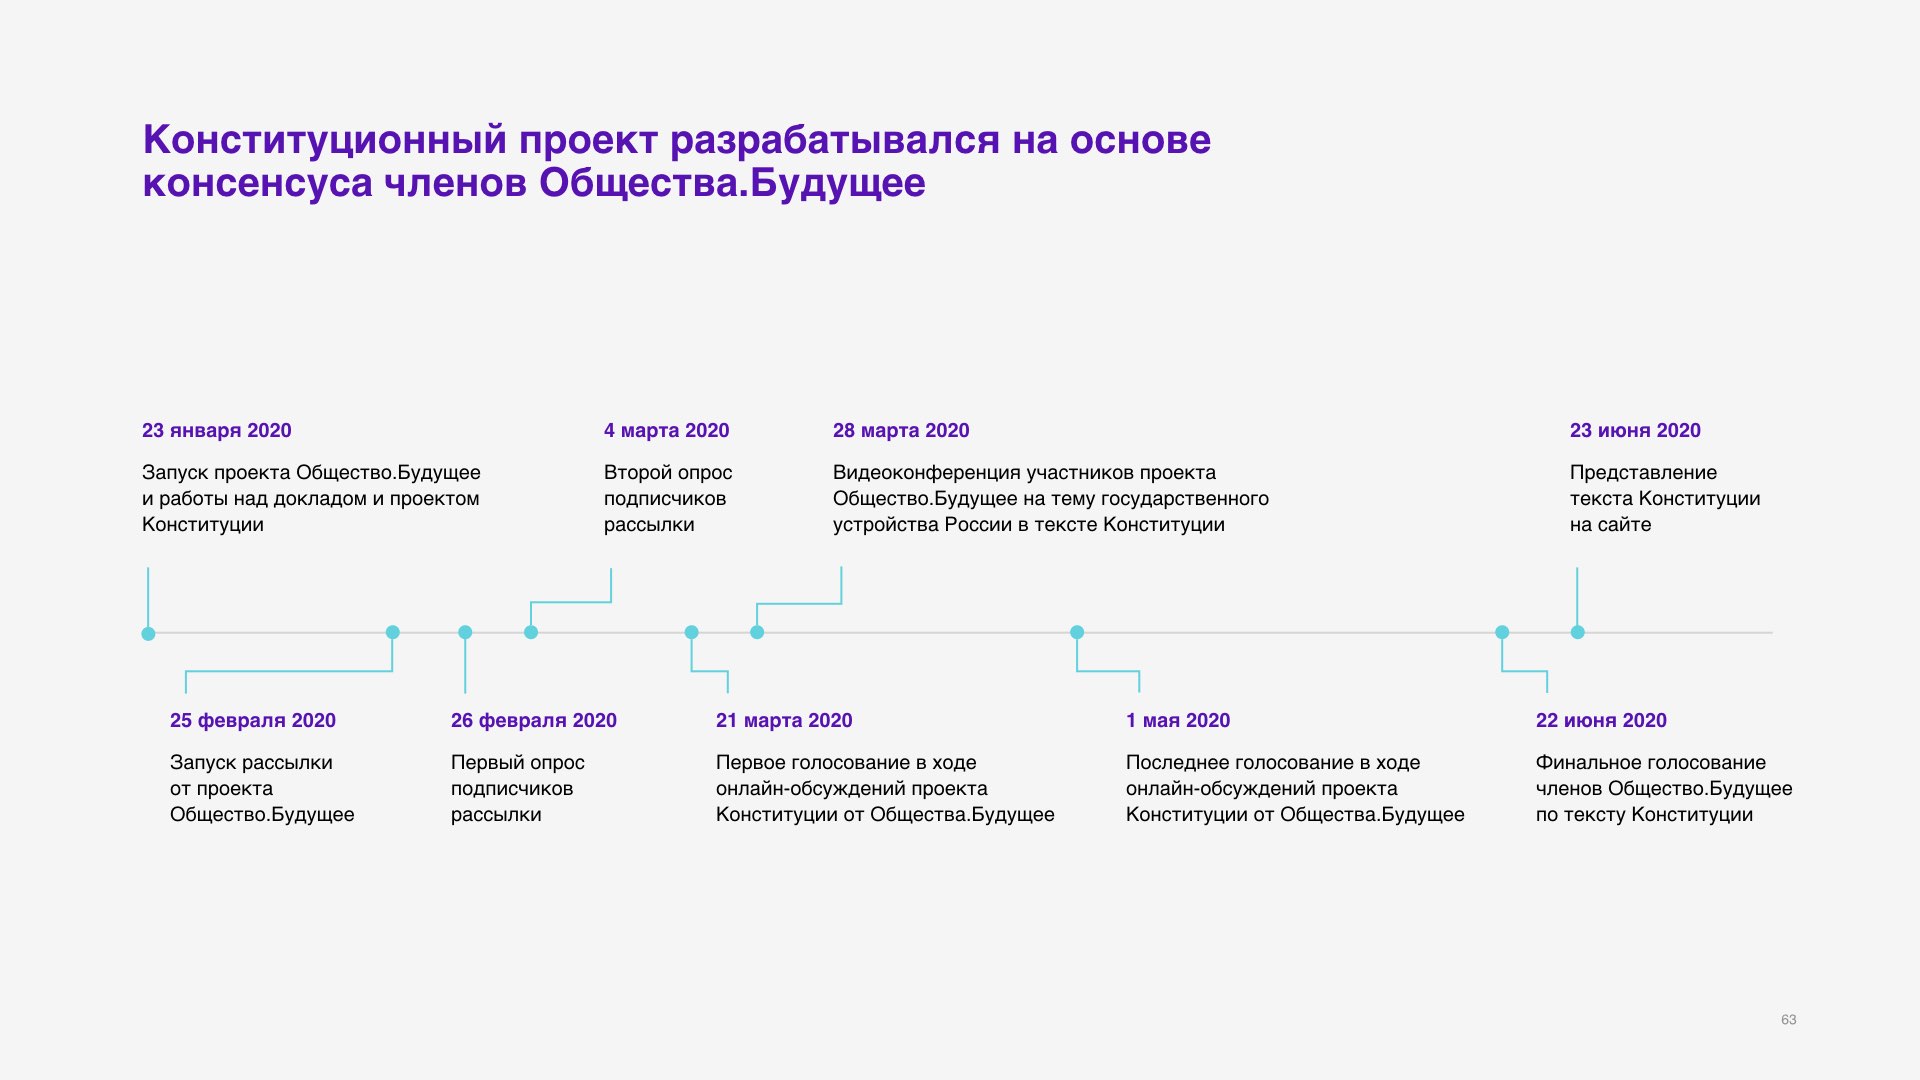 Конституционный проект разрабатывался на основе
консенсуса членов Общества.Будущее
23 января 2020
Запуск проекта Общество.Будущее
и работы над докладом и проектом
Конституции
4 марта 2020
Второй опрос
подписчиков
рассылки
28 марта 2020
Видеоконференция участников проекта
Общество.Будущее на тему государственного
устройства России в тексте Конституции
23 июня 2020
Представление
текста Конституции
на сайте
25 февраля 2020
Запуск рассылки
от проекта
Общество.Будущее
26 февраля 2020
Первый опрос
подписчиков
рассылки
21 марта 2020
Первое голосование в ходе
онлайн-обсуждений проекта
Конституции от Общества.Будущее
1 мая 2020
Последнее голосование в ходе
онлайн-обсуждений проекта
Конституции от Общества.Будущее
22 июня 2020
Финальное голосование
членов Общество.Будущее
по тексту Конституции
63